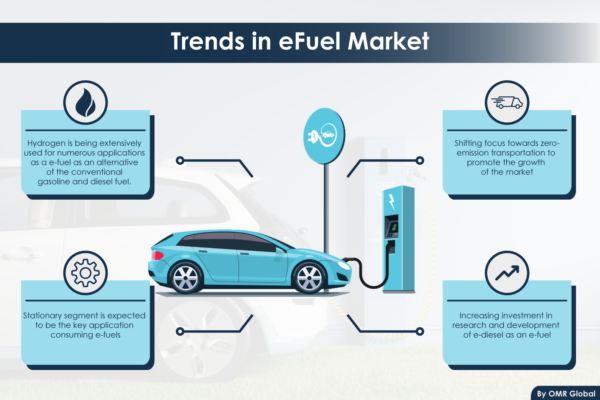 Trends in eFuel Market
Hydrogen is being extensively
used for numerous applications
as a e-fuel as an alternative
of the conventional
gasoline and diesel fuel.
Shifting focus towards zero-
emission transportation to
promote the growth
of the market
Stationary segment is expected
to be the key application
consuming e-fuels
Increasing investment in
research and development
of e-diesel as an e-fuel
By OMR Global